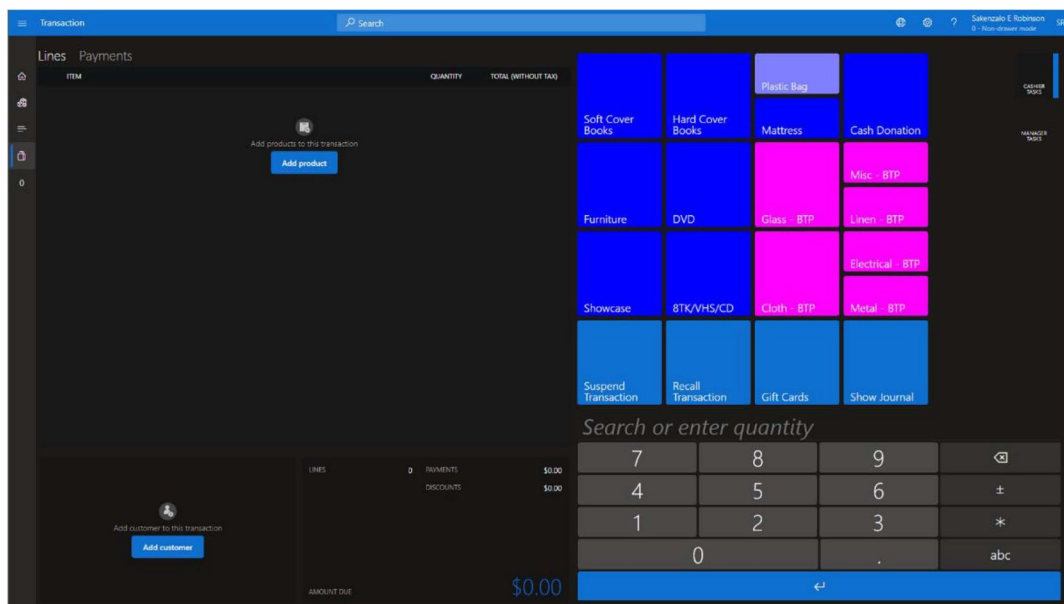 Transaction
Search
?
Sakenzalo E Robinson
0 - Non-drawer mode
SR
Lines Payments
ITEM QUANTITY TOTAL (WITHOUT TAX)
0
Add products to this transaction
Add product
Soft Cover
Books
Hard Cover
Books
Plastic Bag
Mattress
Cash Donation
Furniture
DVD
Glass - BTP
Misc - BTP
Linen - BTP
Showcase
8TK/VHS/CD
Cloth - BTP
Electrical - BTP
Metal - BTP
Suspend
Transaction
Recall
Transaction
Gift Cards
Show Journal
CASHIER
TASKS
MANAGER
TASKS
Search or enter quantity
7 8 9
4 5 6 ±
1 2 3 *
0 . abc
Add customer to this transaction
Add customer
LINES 0 PAYMENTS $0.00
DISCOUNTS $0.00
AMOUNT DUE $0.00